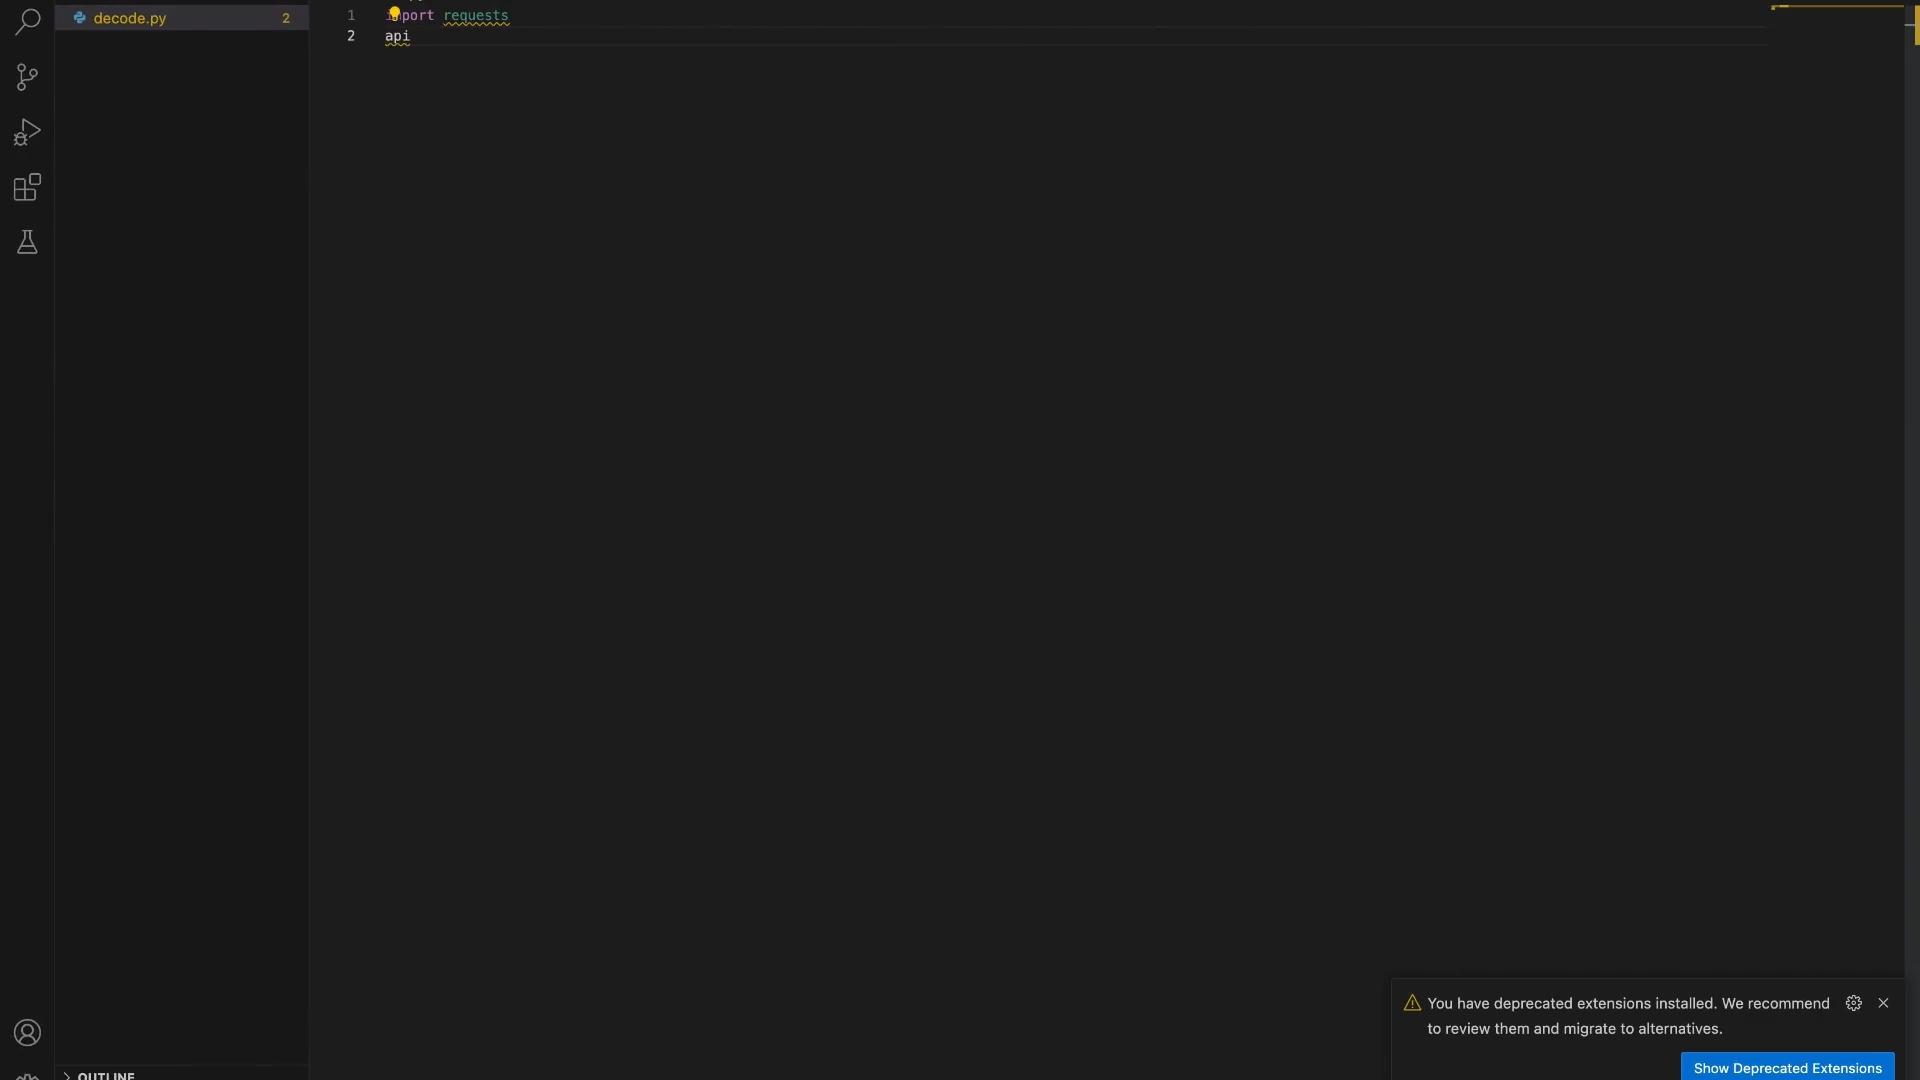 decode.py 2
1 import requests
2 api
You have deprecated extensions installed. We recommend
to review them and migrate to alternatives.
Show Deprecated Extensions
OUTLINE